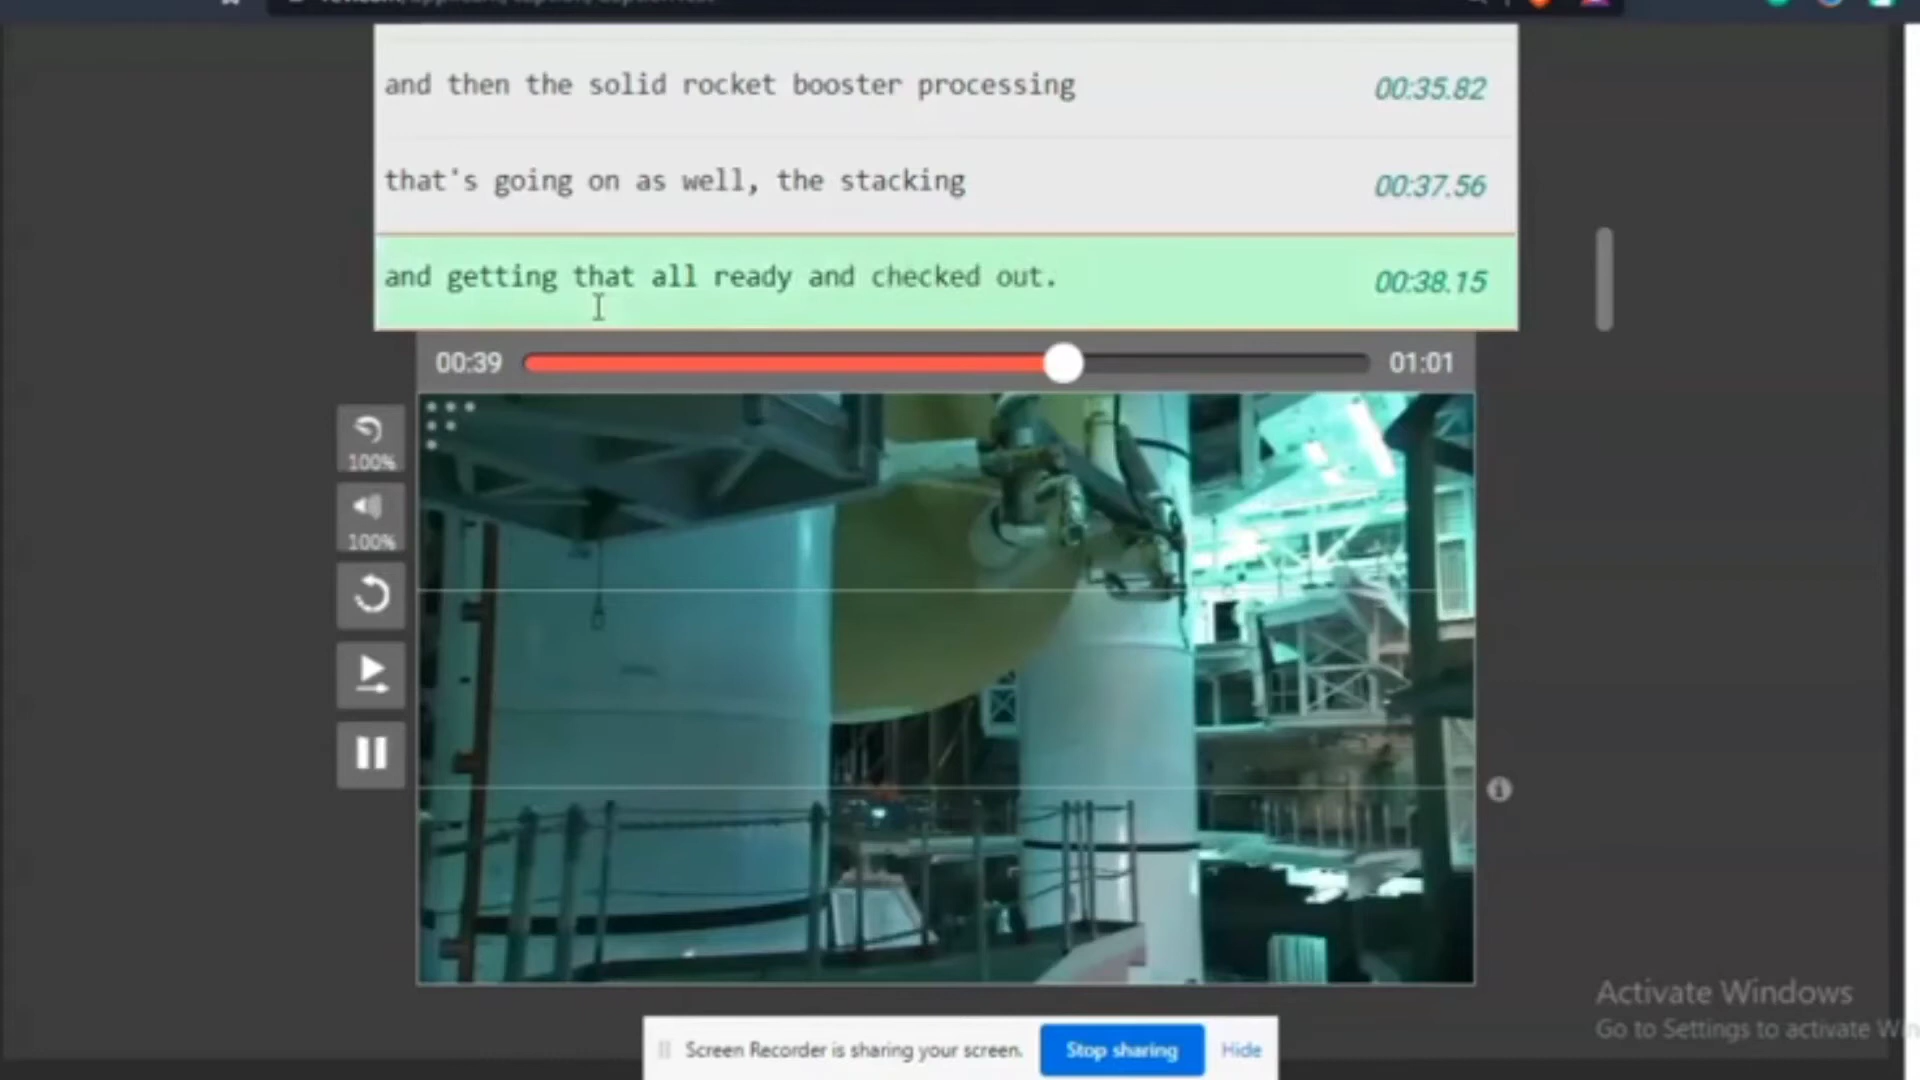 and then the solid rocket booster processing 00:35.82
that's going on as well, the stacking 00:37.56
and getting that all ready and checked out. 00:38.15
00:39 01:01
100%
100%
Activate Windows
Go to Settings to activate Win
Screen Recorder is sharing your screen. Stop sharing Hide